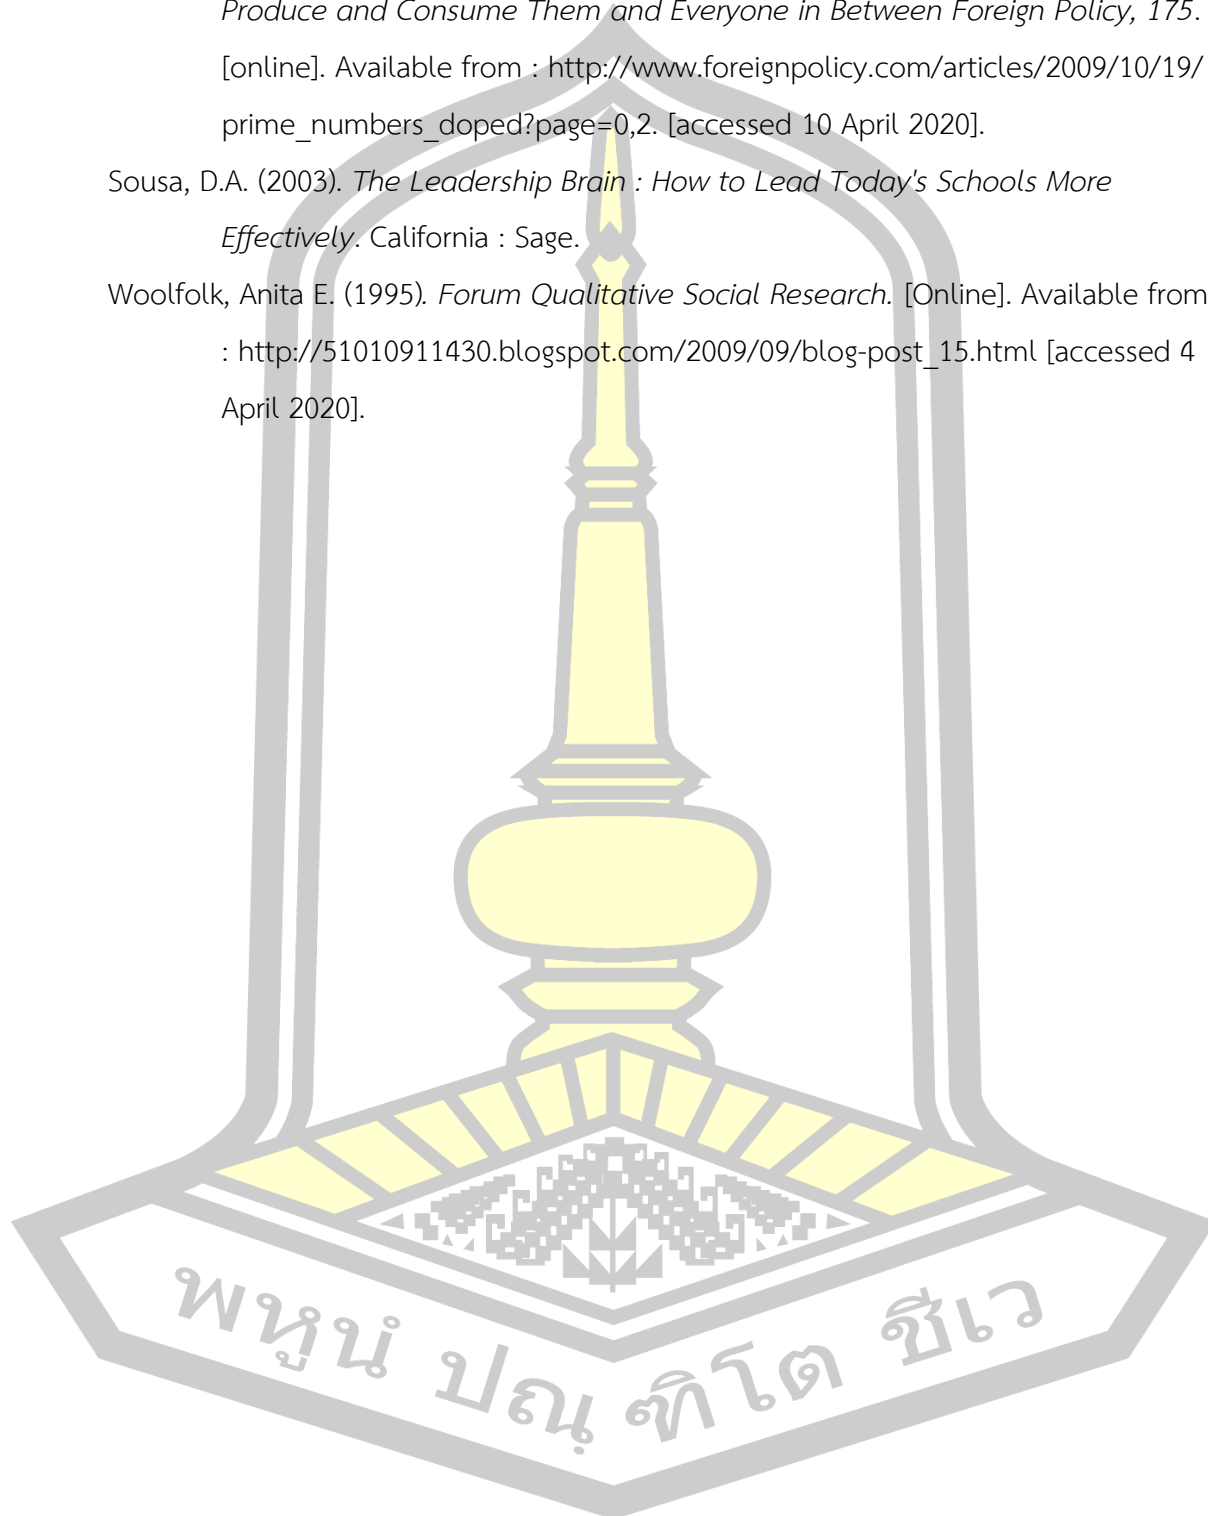 Produce and Consume Them and Everyone in Between Foreign Policy, 175.
[online]. Available from : http://www.foreignpolicy.com/articles/2009/10/19/
prime_numbers_doped?page=0,2. [accessed 10 April 2020].
Sousa, D.A. (2003). The Leadership Brain : How to Lead Today's Schools More
Effectively. California : Sage.
Woolfolk, Anita E. (1995). Forum Qualitative Social Research. [Online]. Available from
: http://51010911430.blogspot.com/2009/09/blog-post_15.html [accessed 4
April 2020].
พหูนํ ปณฺฑิโต ชีเว